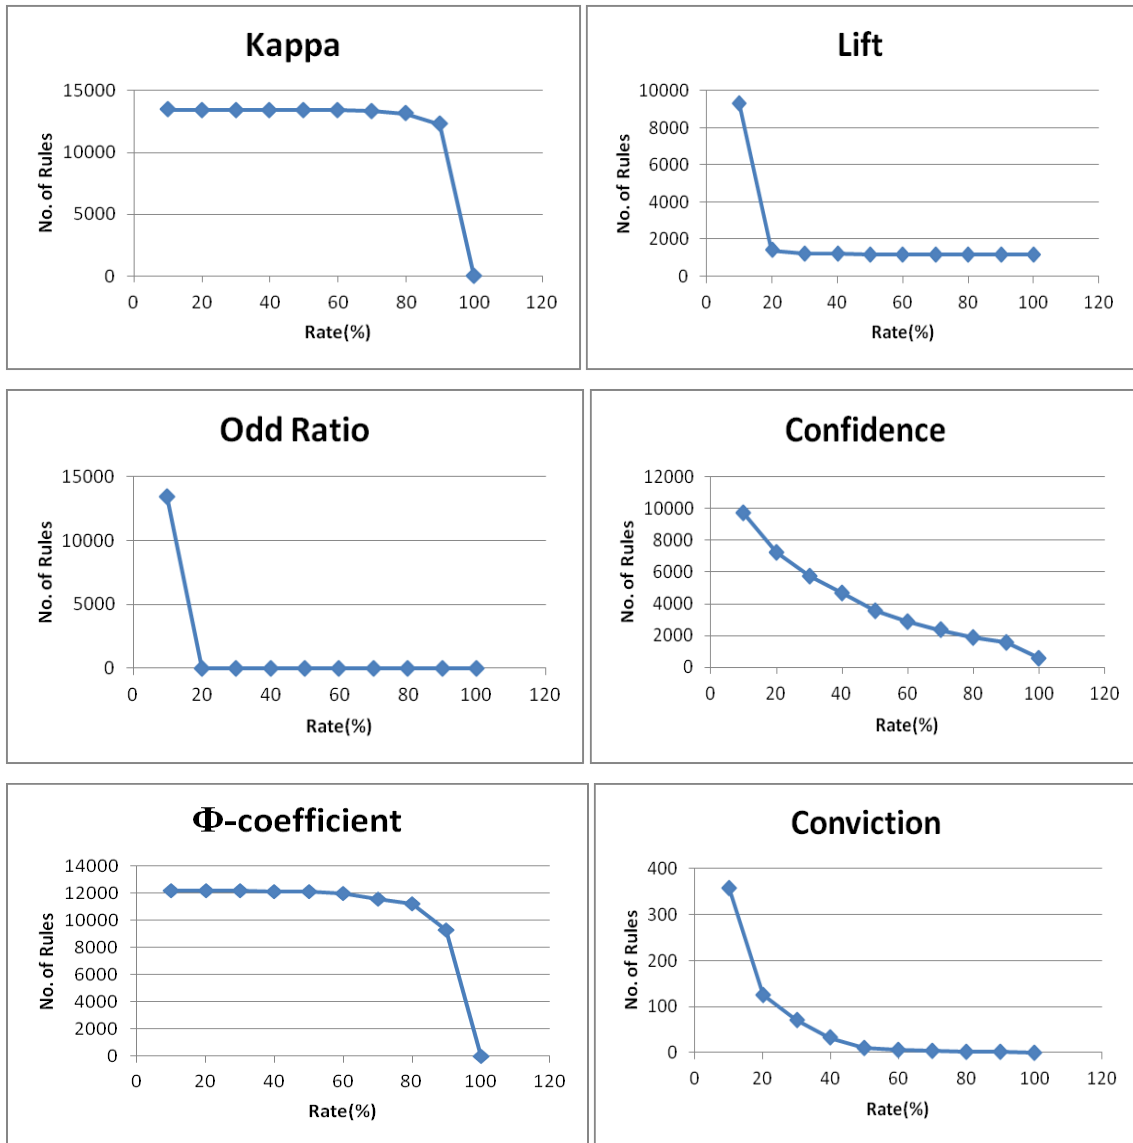 Kappa
No. of Rules
15000
10000
5000
0
0 20 40 60 80 100 120
Rate(%)
Lift
No. of Rules
10000
8000
6000
4000
2000
0
0 20 40 60 80 100 120
Rate(%)
Odd Ratio
No. of Rules
15000
10000
5000
0
0 20 40 60 80 100 120
Rate(%)
Confidence
No. of Rules
12000
10000
8000
6000
4000
2000
0
0 20 40 60 80 100 120
Rate(%)
Φ-coefficient
No. of Rules
14000
12000
10000
8000
6000
4000
2000
0
0 20 40 60 80 100 120
Rate(%)
Conviction
No. of Rules
400
300
200
100
0
0 20 40 60 80 100 120
Rate(%)